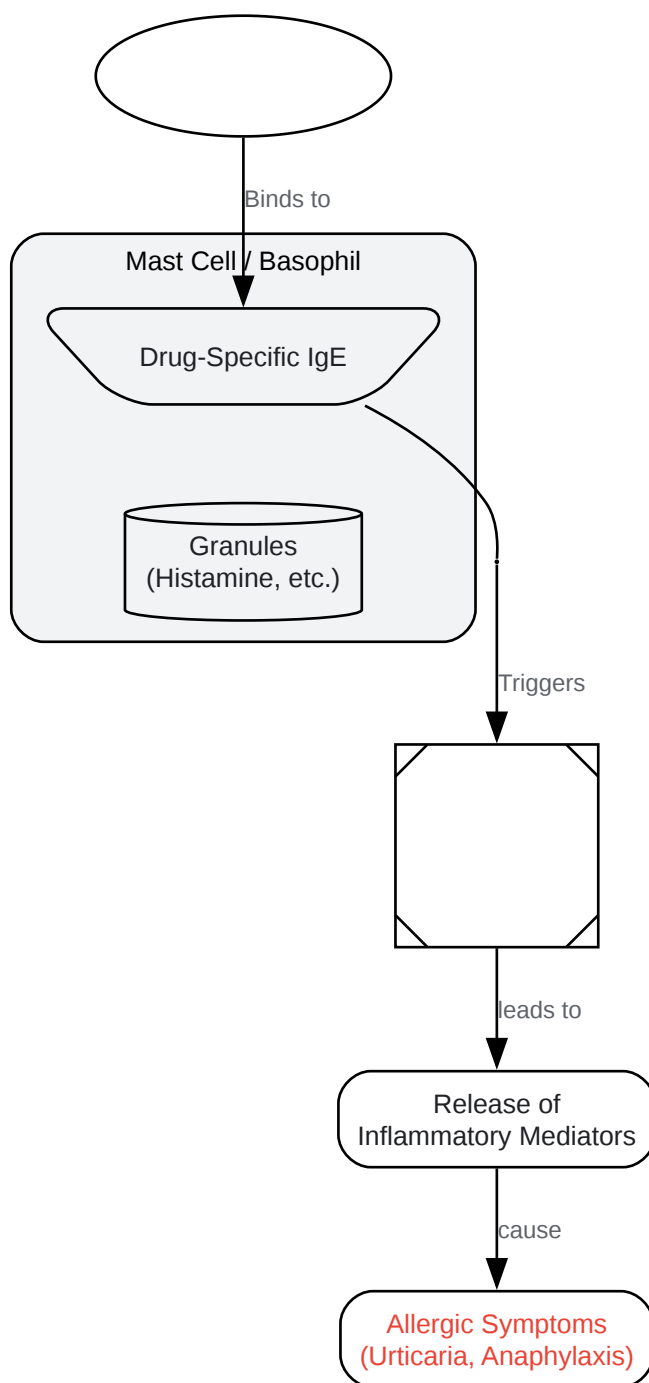 Binds to
Mast Cell / Basophil
Drug-Specific IgE
Granules
(Histamine, etc.)
Triggers
leads to
Release of
Inflammatory Mediators
cause
Allergic Symptoms
(Urticaria, Anaphylaxis)